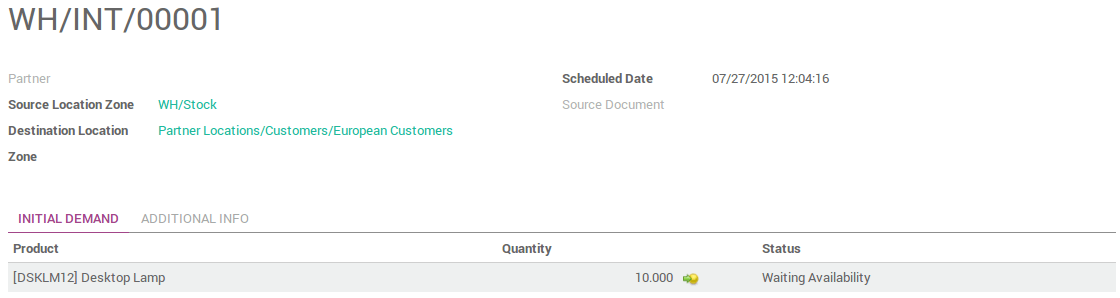 WH/INT/00001
Partner
Scheduled Date 07/27/2015 12:04:16
Source Location Zone WH/Stock
Source Document
Destination Location Partner Locations/Customers/European Customers
Zone
INITIAL DEMAND ADDITIONAL INFO
Product Quantity Status
[DSKLM12] Desktop Lamp 10.000 Waiting Availability